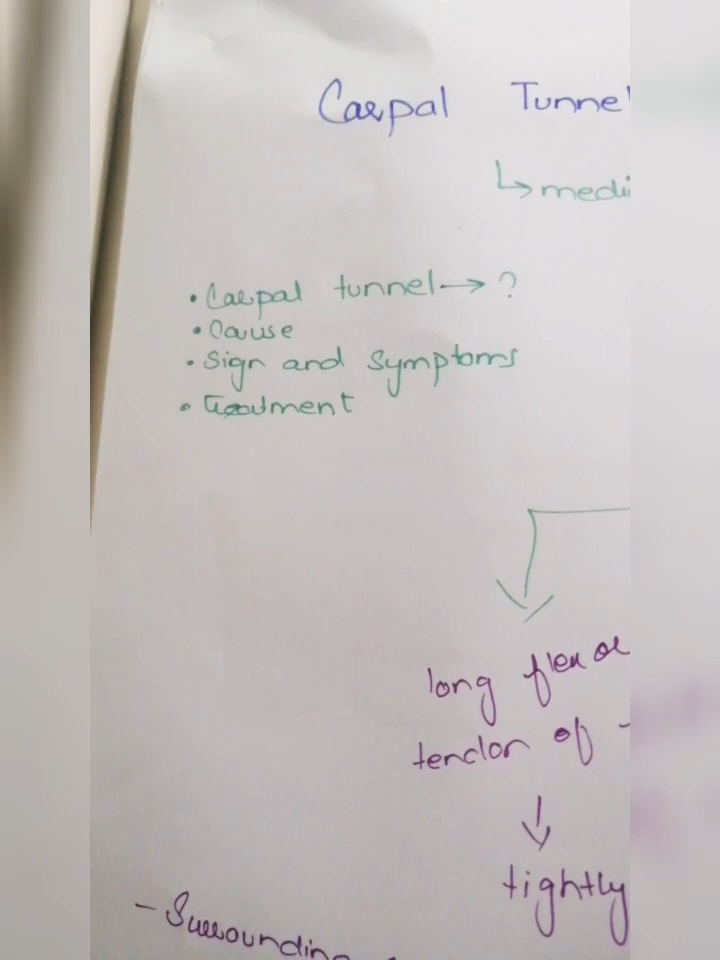 Carpal Tunnel
↳ medi
• Carpal tunnel → ?
• Cause
• Sign and Symptoms
• Treatment
long flexor
tendon of
↓
tightly
- Surrounding